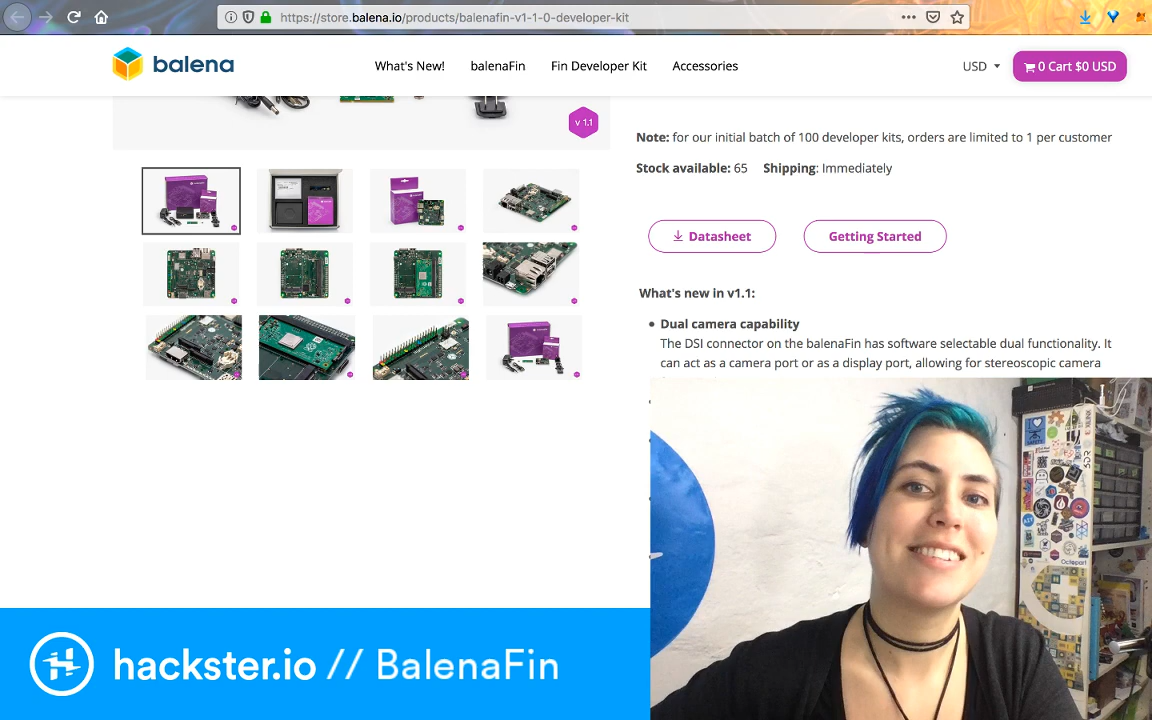 https://store.balena.io/products/balenafin-v1-1-0-developer-kit
balena
What's New!
balenaFin
Fin Developer Kit
Accessories
USD
0 Cart $0 USD
v 1.1
Note: for our initial batch of 100 developer kits, orders are limited to 1 per customer
Stock available: 65 Shipping: Immediately
Datasheet
Getting Started
What's new in v1.1:
Dual camera capability
The DSI connector on the balenaFin has software selectable dual functionality. It
can act as a camera port or as a display port, allowing for stereoscopic camera
Octopart
hackster.io // BalenaFin